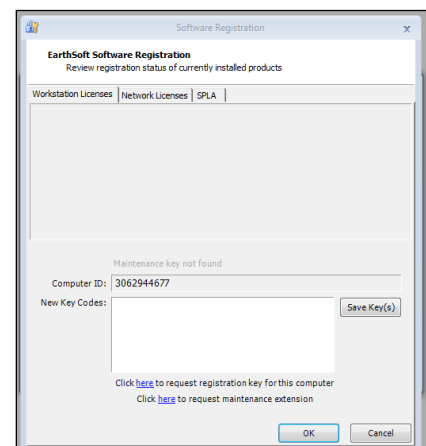 Software Registration
x
EarthSoft Software Registration
Review registration status of currently installed products
Workstation Licenses Network Licenses SPLA
Maintenance key not found
Computer ID: 3062944677
New Key Codes: Save Key(s)
Click here to request registration key for this computer
Click here to request maintenance extension
OK Cancel